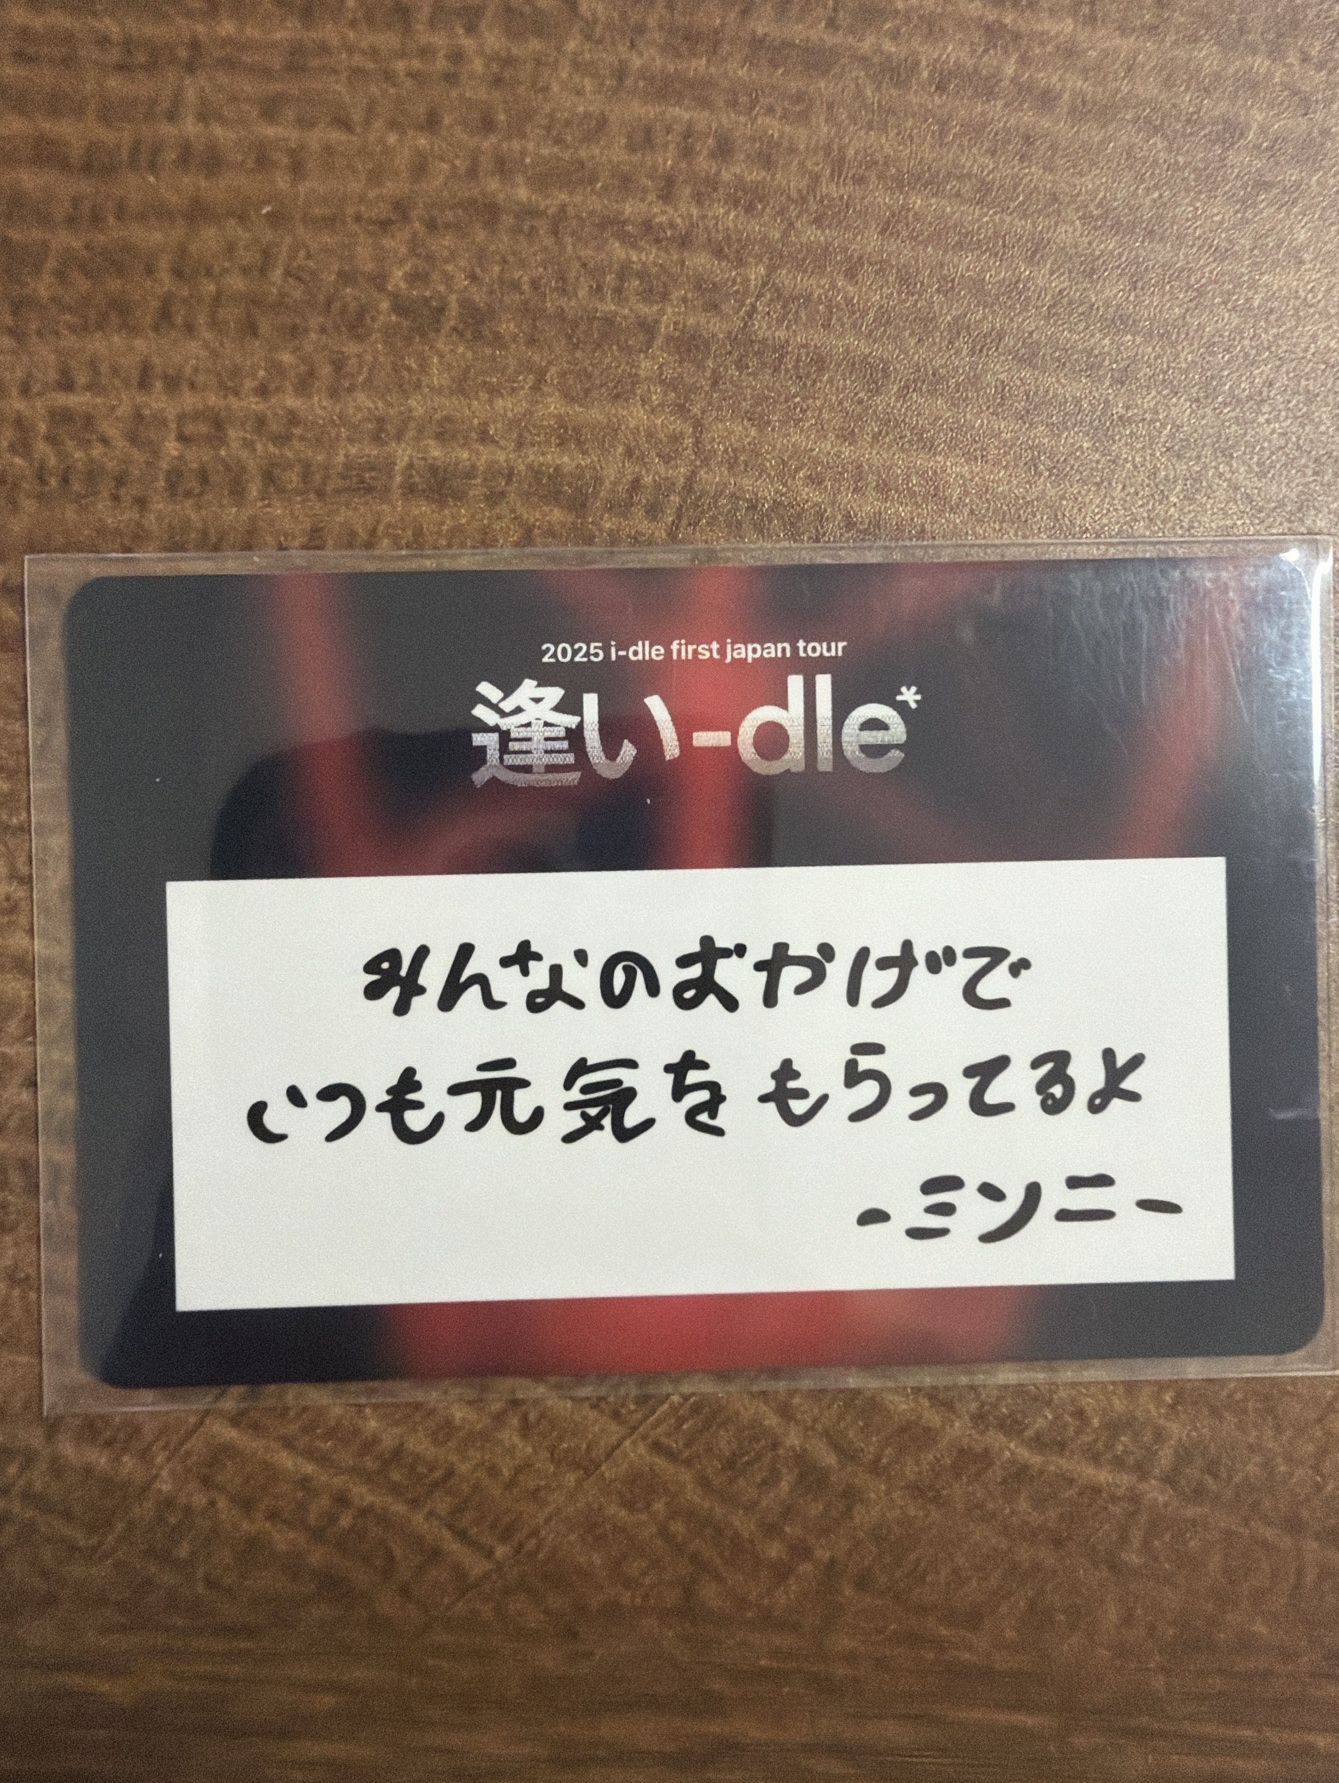 2025 i-dle first japan tour
逢い-dle*
みんなのおかげで
いつも元気をもらってるよ
-ミンニ-